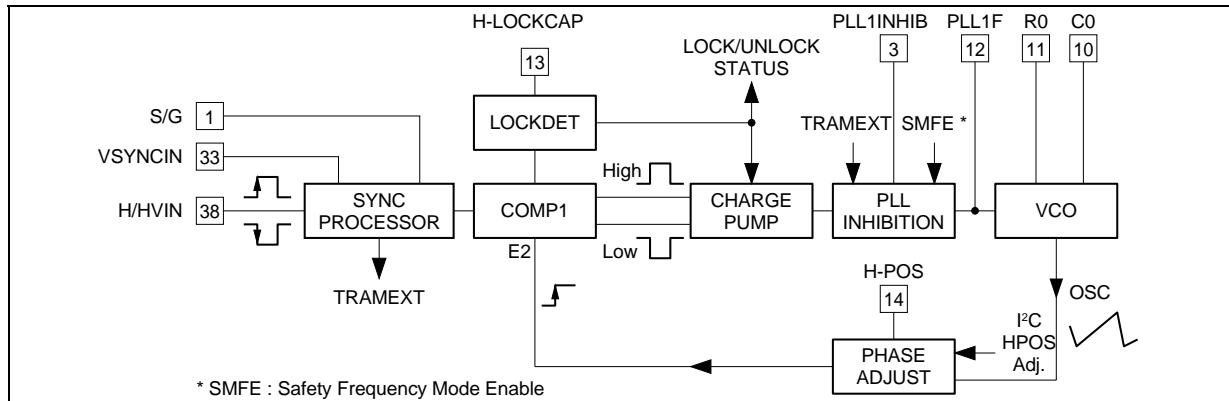 H-LOCKCAP
13
LOCK/UNLOCK
STATUS
PLL1INHIB
3
PLL1F
12
R0
11
C0
10
S/G
1
LOCKDET
TRAMEXT
SMFE *
VSYNCIN
33
High
H/HVIN
38
SYNC
PROCESSOR
COMP1
CHARGE
PUMP
PLL
INHIBITION
VCO
E2
Low
TRAMEXT
H-POS
14
OSC
I²C
HPOS
Adj.
PHASE
ADJUST
* SMFE : Safety Frequency Mode Enable